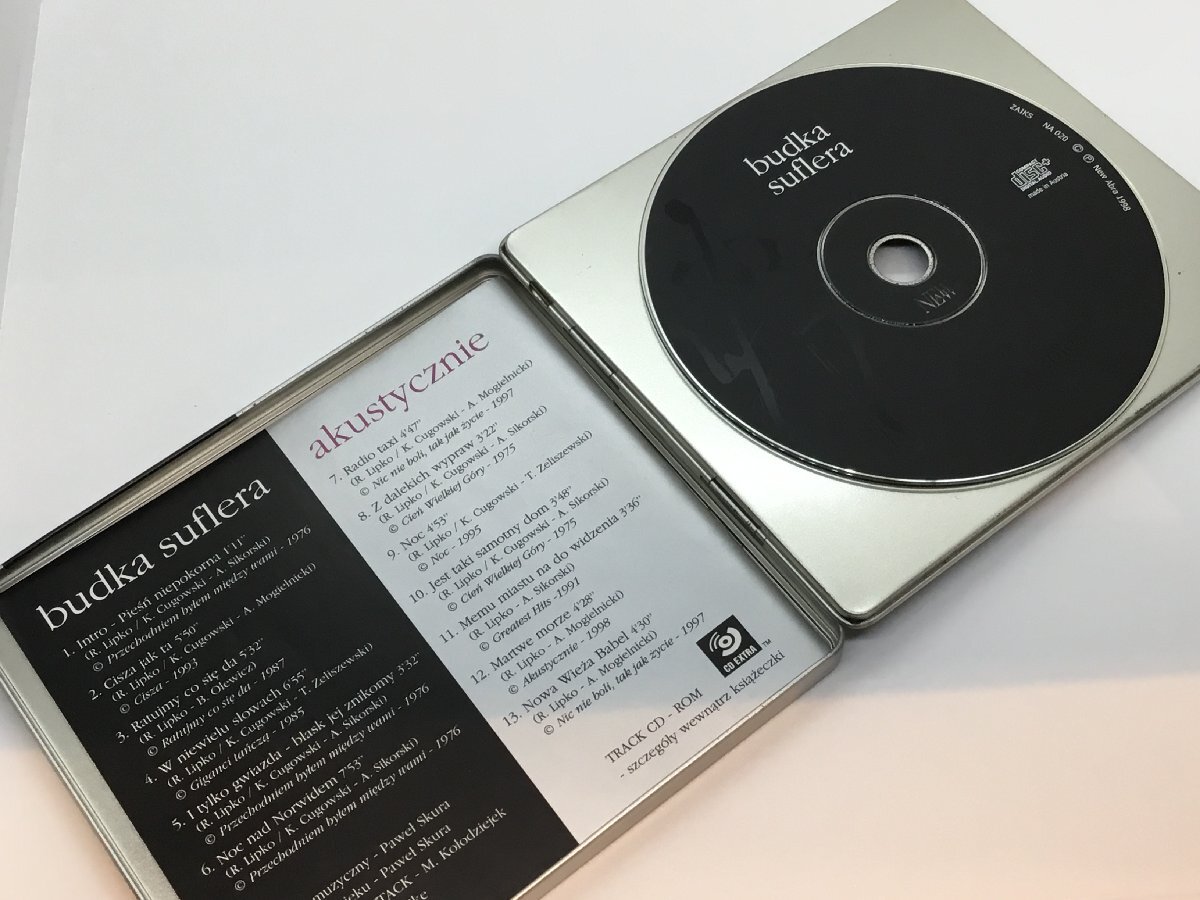 budka
suflera
ZAIKS NA 020 © ℗ New Abra 1998
COMPACT
disc+
DIGITAL AUDIO
made in Austria
NEW
budka suflera
1. Intro - Pieśń niepokorna 1'11"
(R. Lipko / K. Cugowski - A. Sikorski)
© Przechodniem byłem między wami - 1976
2. Cisza jak ta 5'50"
(R. Lipko / K. Cugowski - A. Mogielnicki)
© Cisza - 1993
3. Ratujmy co się da 5'32"
(R. Lipko - B. Olewicz)
© Ratujmy co się da! - 1987
4. W niewielu słowach 6'55"
(R. Lipko / K. Cugowski - T. Zeliszewski)
© Giganci tańczą - 1985
5. I tylko gwiazda - blask jej znikomy 3'32"
(R. Lipko / K. Cugowski - A. Sikorski)
© Przechodniem byłem między wami - 1976
6. Noc nad Norwidem 7'53"
(R. Lipko / K. Cugowski - A. Sikorski)
© Przechodniem byłem między wami - 1976
muzyczny - Paweł Skura
- Paweł Skura
TRACK - M. Kołodziejek
akustycznie
7. Radio taxi 4'47"
(R. Lipko / K. Cugowski - A. Mogielnicki)
© Nic nie boli, tak jak życie - 1997
8. Z dalekich wypraw 3'22"
(R. Lipko / K. Cugowski - A. Sikorski)
© Cień Wielkiej Góry - 1975
9. Noc 4'53"
(R. Lipko / K. Cugowski - T. Zeliszewski)
© Noc - 1995
10. Jest taki samotny dom 3'48"
(R. Lipko / K. Cugowski - A. Sikorski)
© Cień Wielkiej Góry - 1975
11. Memu miastu na do widzenia 3'36"
(R. Lipko - A. Sikorski)
© Greatest Hits -1991
12. Martwe morze 4'28"
(R. Lipko - A. Mogielnicki)
© Akustycznie - 1998
13. Nowa Wieża Babel 4'30"
(R. Lipko - A. Mogielnicki)
© Nic nie boli, tak jak życie - 1997
CD EXTRA ™
TRACK CD - ROM
- szczegóły wewnątrz książeczki